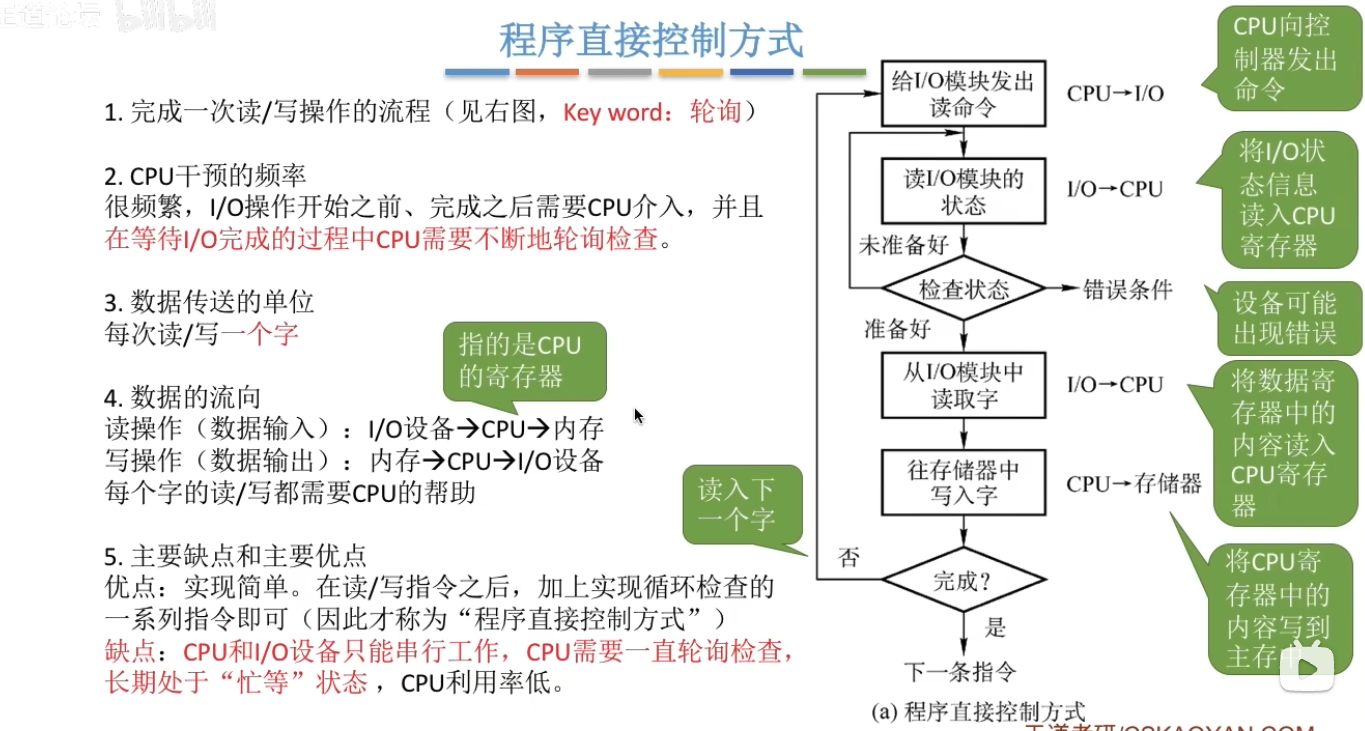 王道论坛 bilibili
程序直接控制方式
1. 完成一次读/写操作的流程（见右图，Key word：轮询）
2. CPU干预的频率
很频繁，I/O操作开始之前、完成之后需要CPU介入，并且
在等待I/O完成的过程中CPU需要不断地轮询检查。
3. 数据传送的单位
每次读/写一个字
指的是CPU
的寄存器
4. 数据的流向
读操作（数据输入）：I/O设备→CPU→内存
写操作（数据输出）：内存→CPU→I/O设备
每个字的读/写都需要CPU的帮助
5. 主要缺点和主要优点
优点：实现简单。在读/写指令之后，加上实现循环检查的
一系列指令即可（因此才称为“程序直接控制方式”）
缺点：CPU和I/O设备只能串行工作，CPU需要一直轮询检查，
长期处于“忙等”状态，CPU利用率低。
给I/O模块发出
读命令
CPU→I/O
CPU向控
制器发出
命令
读I/O模块的
状态
I/O→CPU
将I/O状
态信息
读入CPU
寄存器
未准备好
检查状态
错误条件
设备可能
出现错误
准备好
从I/O模块中
读取字
I/O→CPU
将数据寄
存器中的
内容读入
CPU寄存
器
往存储器中
写入字
CPU→存储器
将CPU寄
存器中的
内容写到
主存中
读入下
一个字
否
完成？
是
下一条指令
(a) 程序直接控制方式